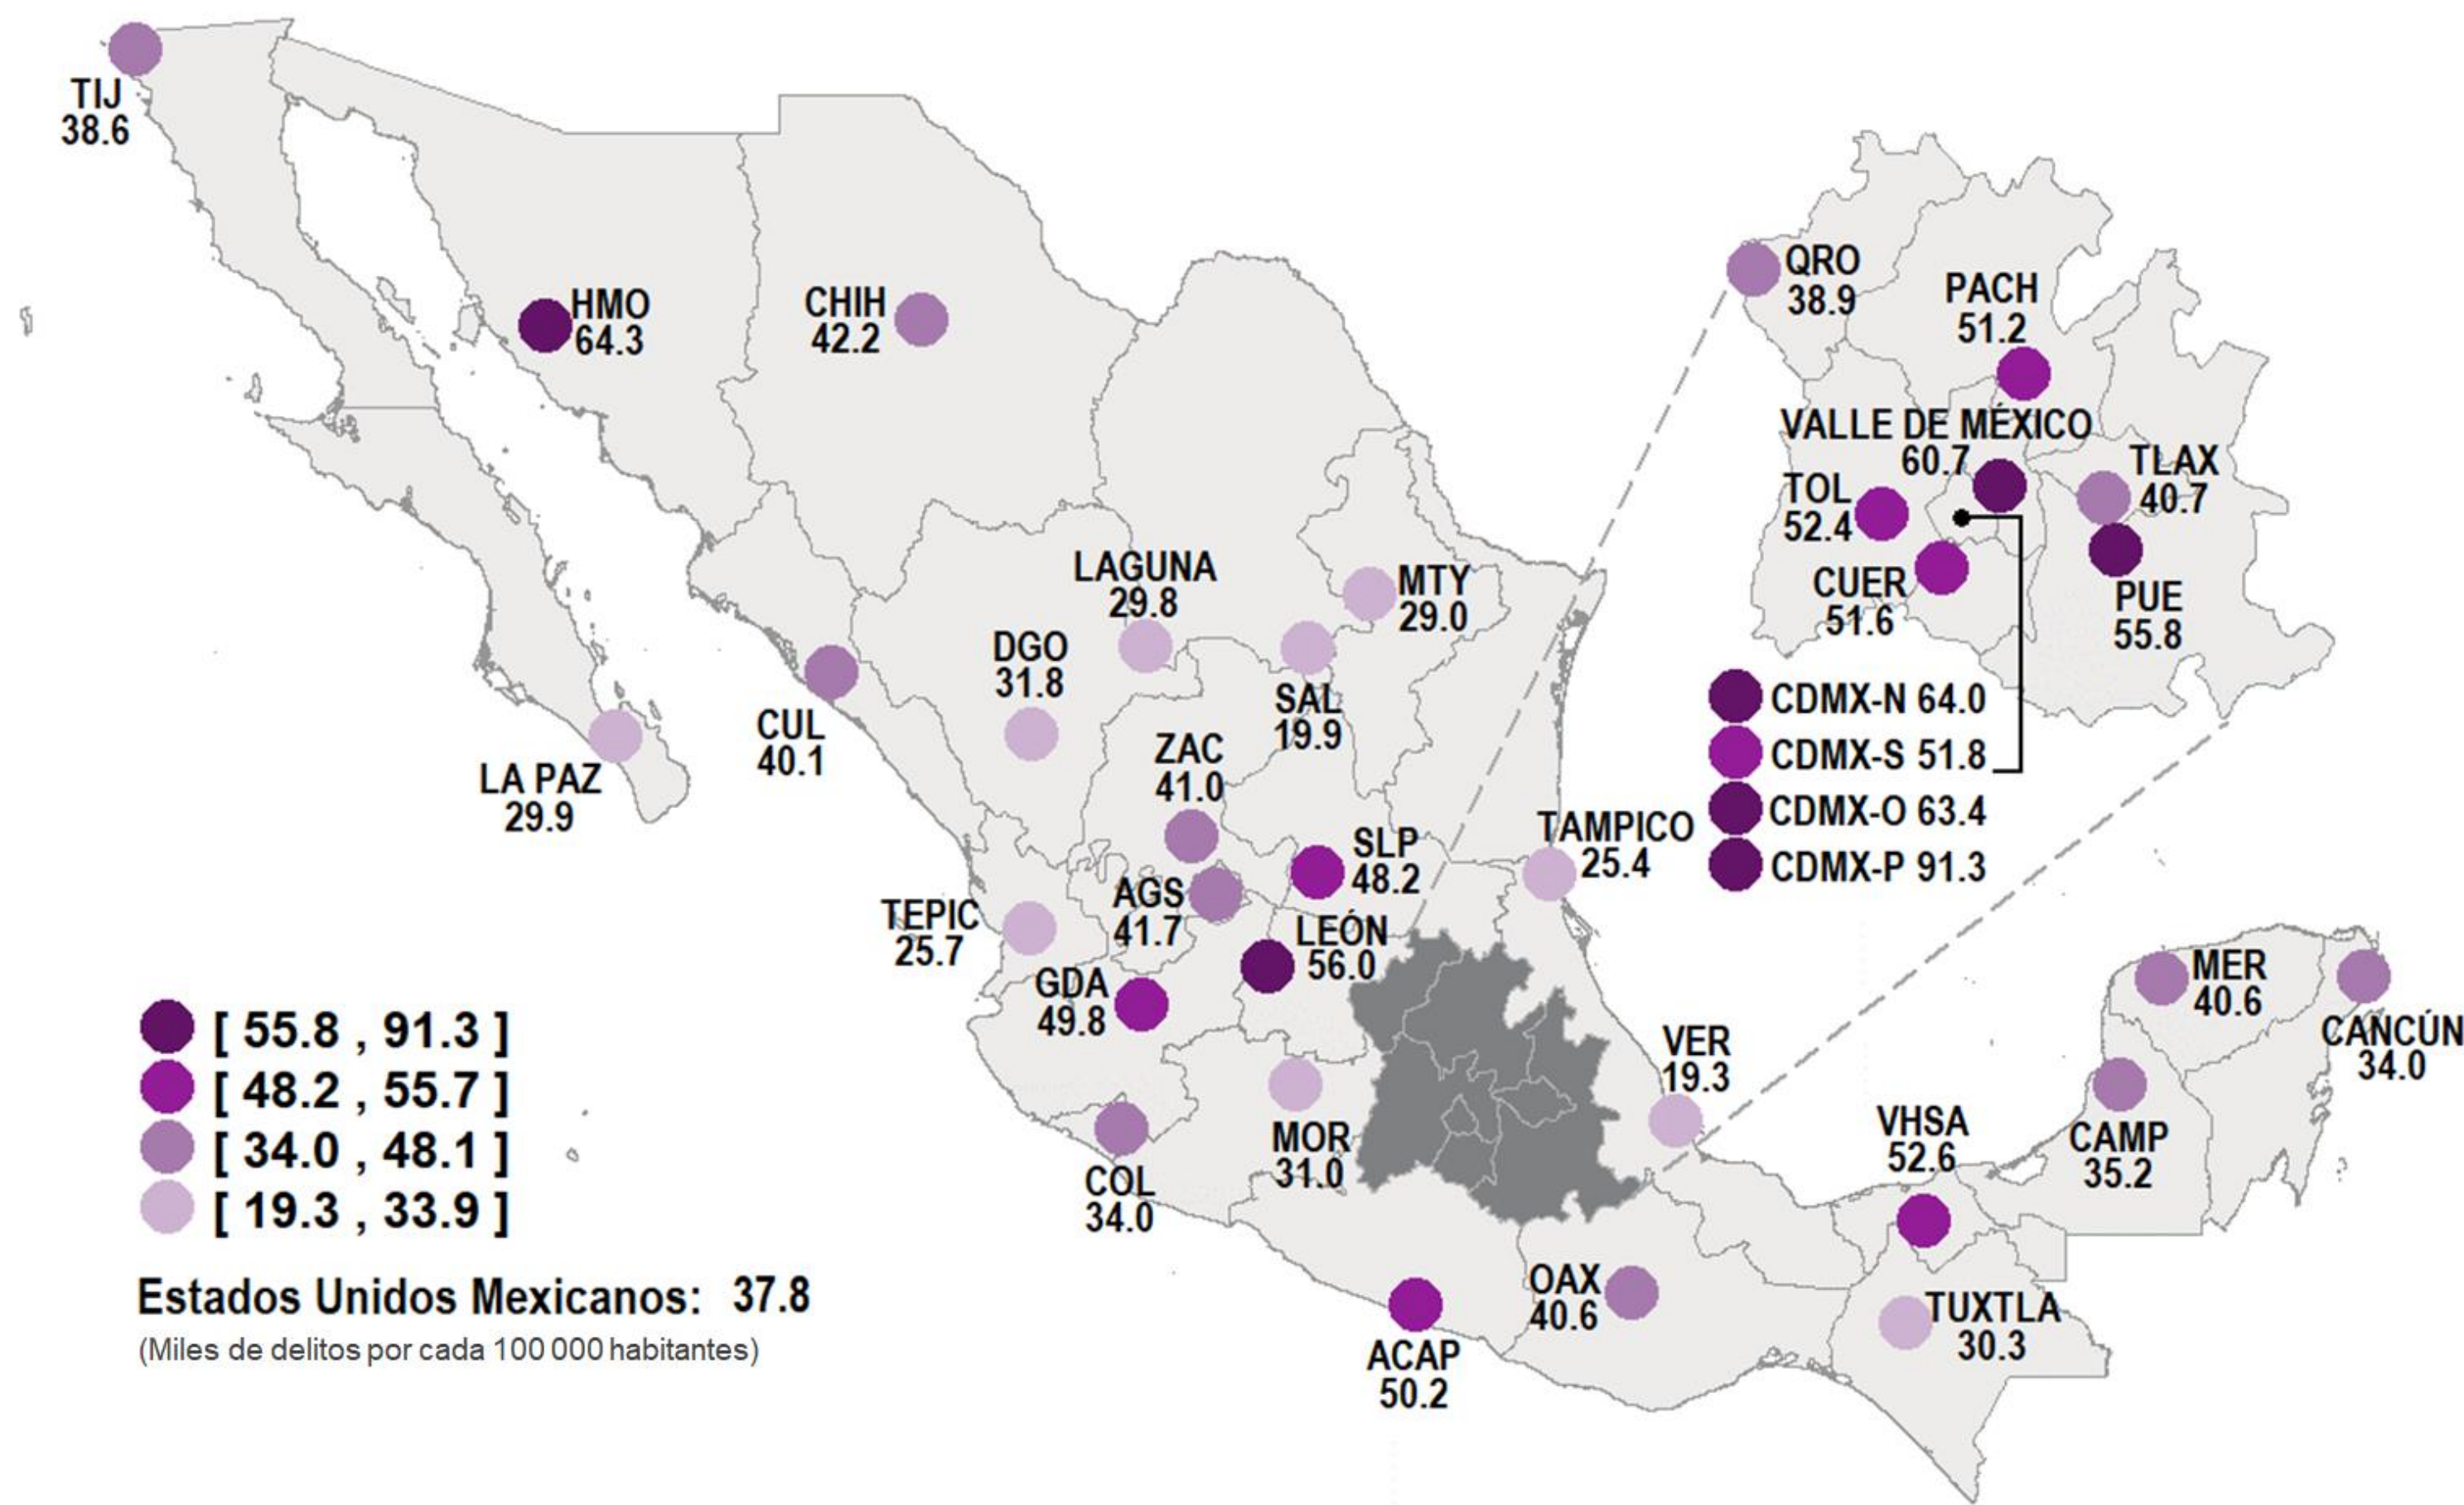 TIJ
38.6
HMO
64.3
CHIH
42.2
QRO
38.9
PACH
51.2
VALLE DE MÉXICO
60.7
TLAX
40.7
TOL
52.4
CUER
51.6
PUE
55.8
LAGUNA
29.8
MTY
29.0
DGO
31.8
SAL
19.9
CUL
40.1
LA PAZ
29.9
ZAC
41.0
CDMX-N 64.0
CDMX-S 51.8
CDMX-O 63.4
CDMX-P 91.3
TAMPICO
25.4
SLP
48.2
AGS
41.7
TEPIC
25.7
LEÓN
56.0
GDA
49.8
MER
40.6
CANCÚN
34.0
VER
19.3
VHSA
52.6
CAMP
35.2
MOR
31.0
COL
34.0
OAX
40.6
TUXTLA
30.3
ACAP
50.2
[ 55.8 , 91.3 ]
[ 48.2 , 55.7 ]
[ 34.0 , 48.1 ]
[ 19.3 , 33.9 ]
Estados Unidos Mexicanos: 37.8
(Miles de delitos por cada 100 000 habitantes)